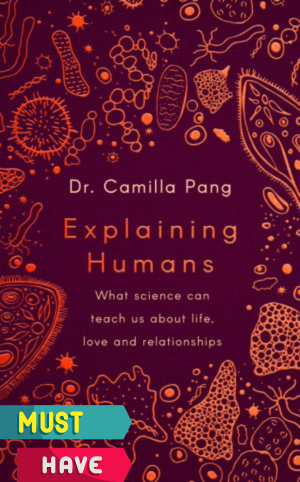 Dr. Camilla Pang
Explaining
Humans
What science can
teach us about life,
love and relationships
MUST
HAVE